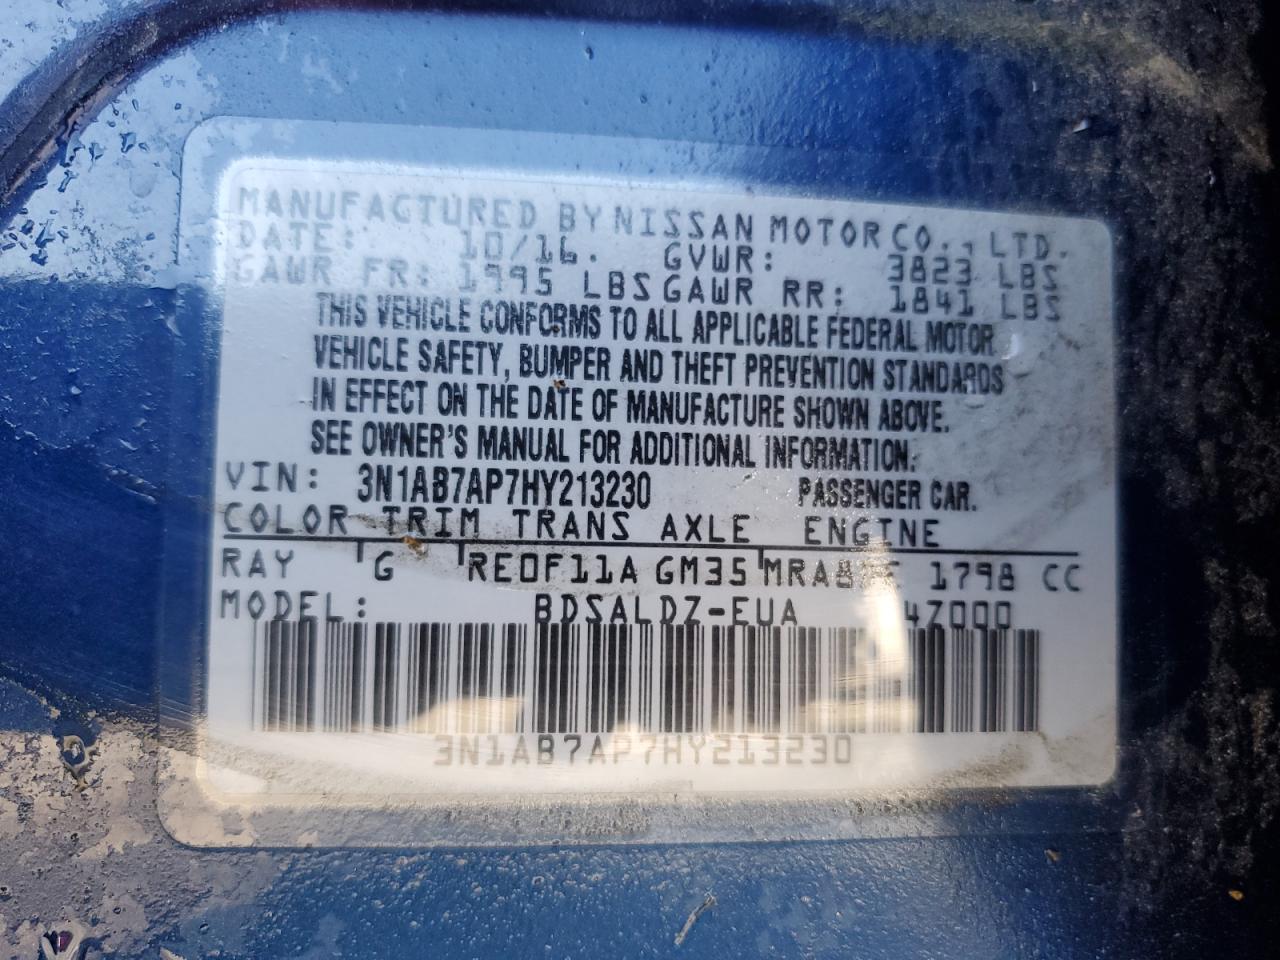 MANUFACTURED BY NISSAN MOTOR CO., LTD.
DATE: 10/16. GVWR: 3823 LBS
GAWR FR: 1995 LBS GAWR RR: 1841 LBS
THIS VEHICLE CONFORMS TO ALL APPLICABLE FEDERAL MOTOR
VEHICLE SAFETY, BUMPER AND THEFT PREVENTION STANDARDS
IN EFFECT ON THE DATE OF MANUFACTURE SHOWN ABOVE.
SEE OWNER'S MANUAL FOR ADDITIONAL INFORMATION.
VIN: 3N1AB7AP7HY213230 PASSENGER CAR.
COLOR TRIM TRANS AXLE ENGINE
RAY G RE0F11A GM35 1798 CC
MODEL: BDSALDZ-EUA 4Z000
3N1AB7AP7HY213230